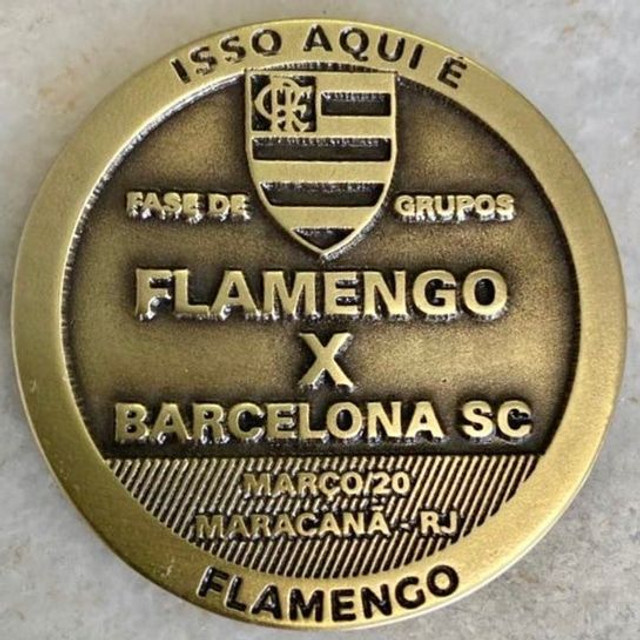 ISSO AQUI É
CRF
FASE DE GRUPOS
FLAMENGO
X
BARCELONA SC
MARÇO/20
MARACANÃ - RJ
FLAMENGO